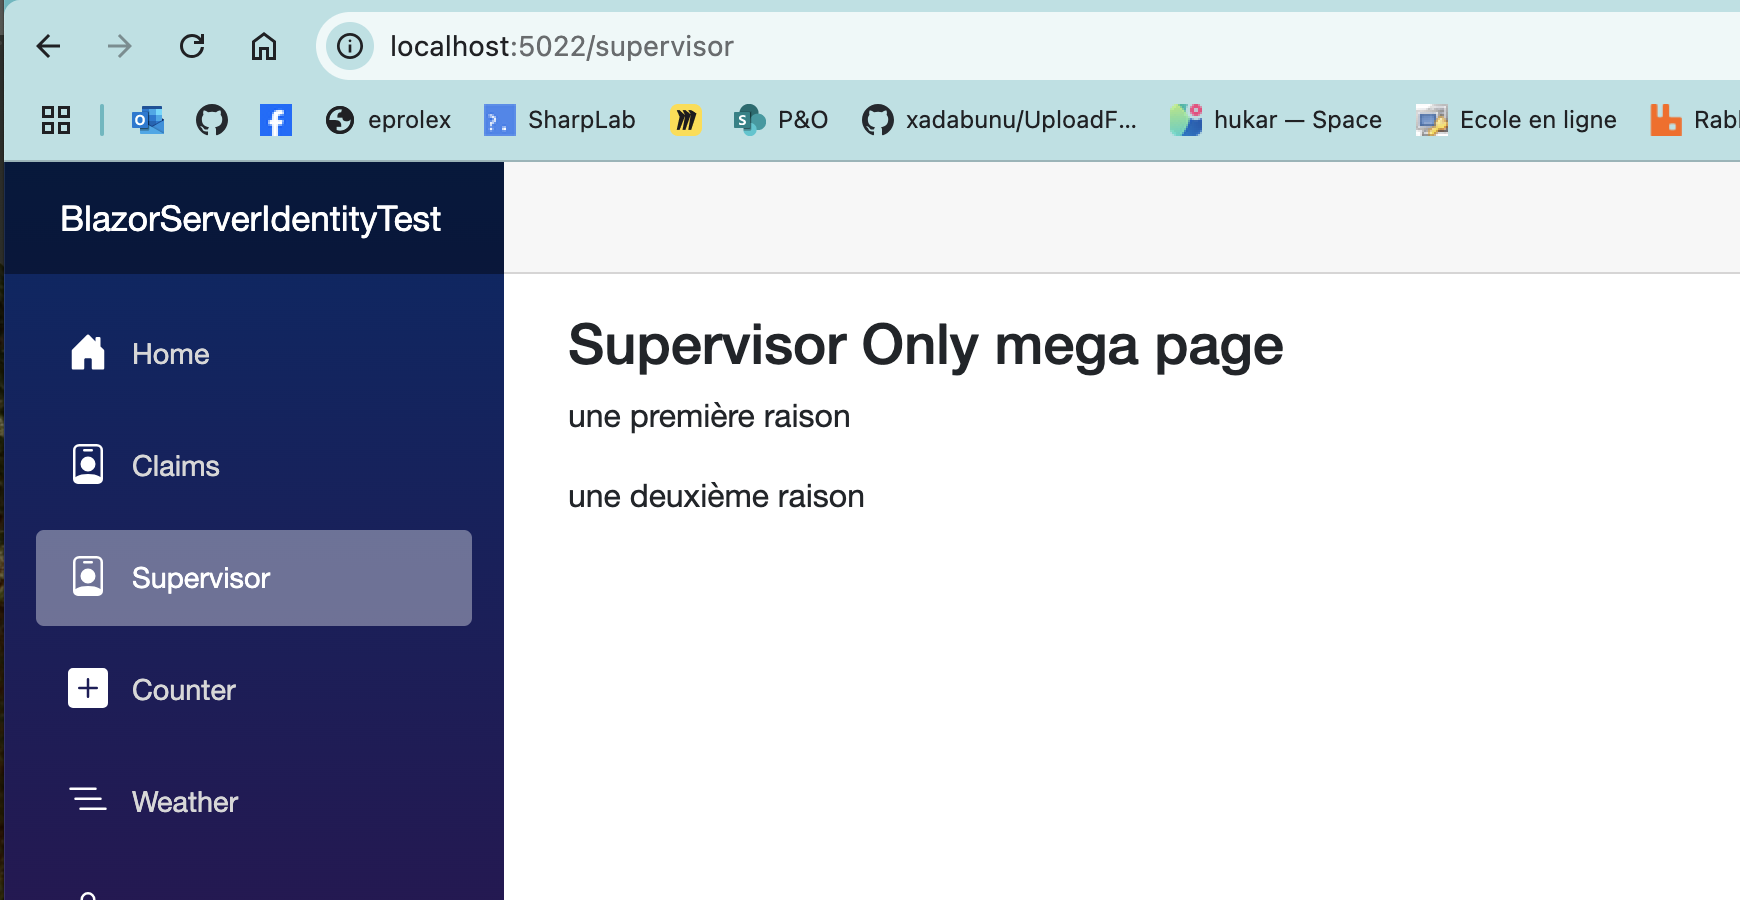 localhost:5022/supervisor
eprolex
SharpLab
P&O
xadabunu/UploadF...
hukar — Space
Ecole en ligne
BlazorServerIdentityTest
Home
Claims
Supervisor
Counter
Weather
Supervisor Only mega page
une première raison
une deuxième raison